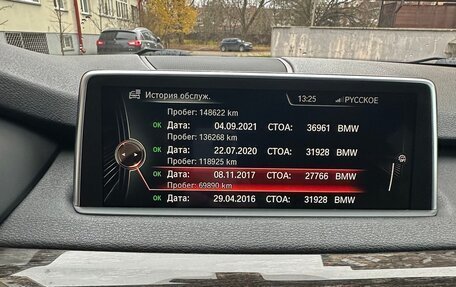 История обслуж.
13:25
РУССКОЕ
Пробег: 148622 km
OK Дата: 04.09.2021 СТОА: 36961 BMW
Пробег: 136268 km
OK Дата: 22.07.2020 СТОА: 31928 BMW
Пробег: 118925 km
OK Дата: 08.11.2017 СТОА: 27766 BMW
Пробег: 69890 km
OK Дата: 29.04.2016 СТОА: 31928 BMW